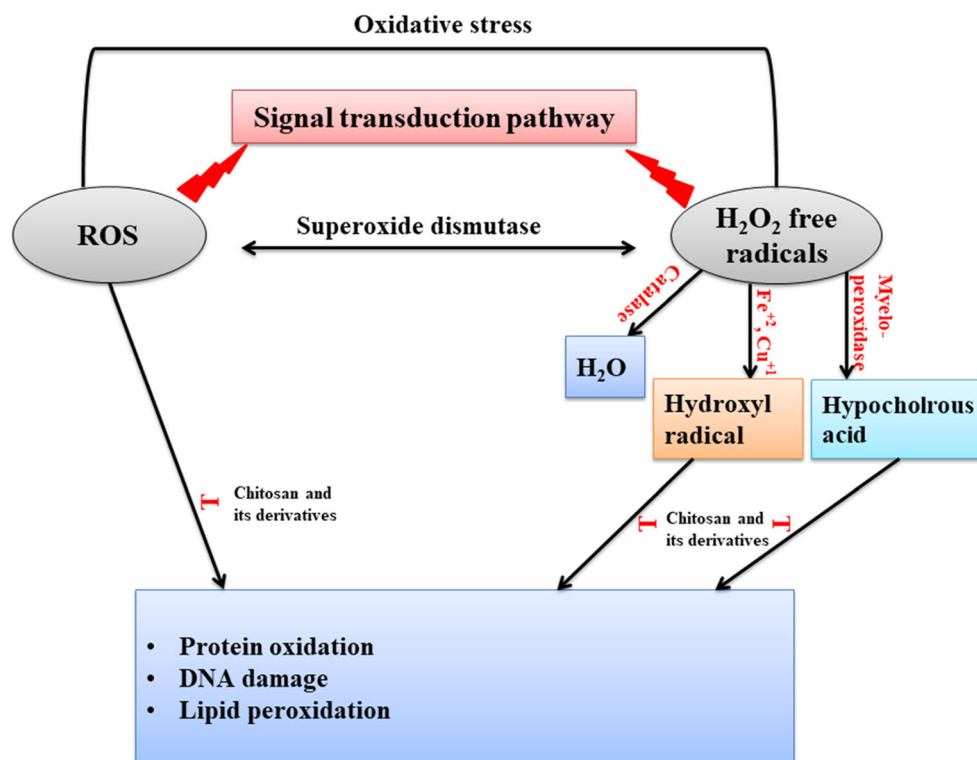 Oxidative stress
Signal transduction pathway
ROS
Superoxide dismutase
H₂O₂ free
radicals
Catalase
Fe⁺², Cu⁺¹
Myelo-
peroxidase
H₂O
Hydroxyl
radical
Hypocholrous
acid
Chitosan and
its derivatives
Chitosan and
its derivatives
• Protein oxidation
• DNA damage
• Lipid peroxidation